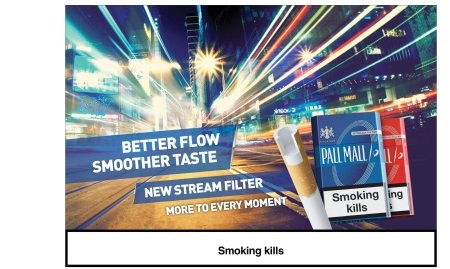 BETTER FLOW
SMOOTHER TASTE
NEW STREAM FILTER
MORE TO EVERY MOMENT
PALL MALL
Smoking
kills
Smoking kills